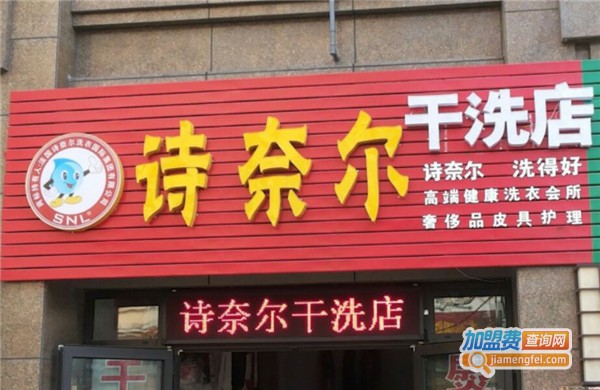 诗奈尔
干洗店
诗奈尔 洗得好
高端健康洗衣会所
奢侈品皮具护理
SNL
诗奈尔干洗店
干
加盟费查询网
jiamengfei.com